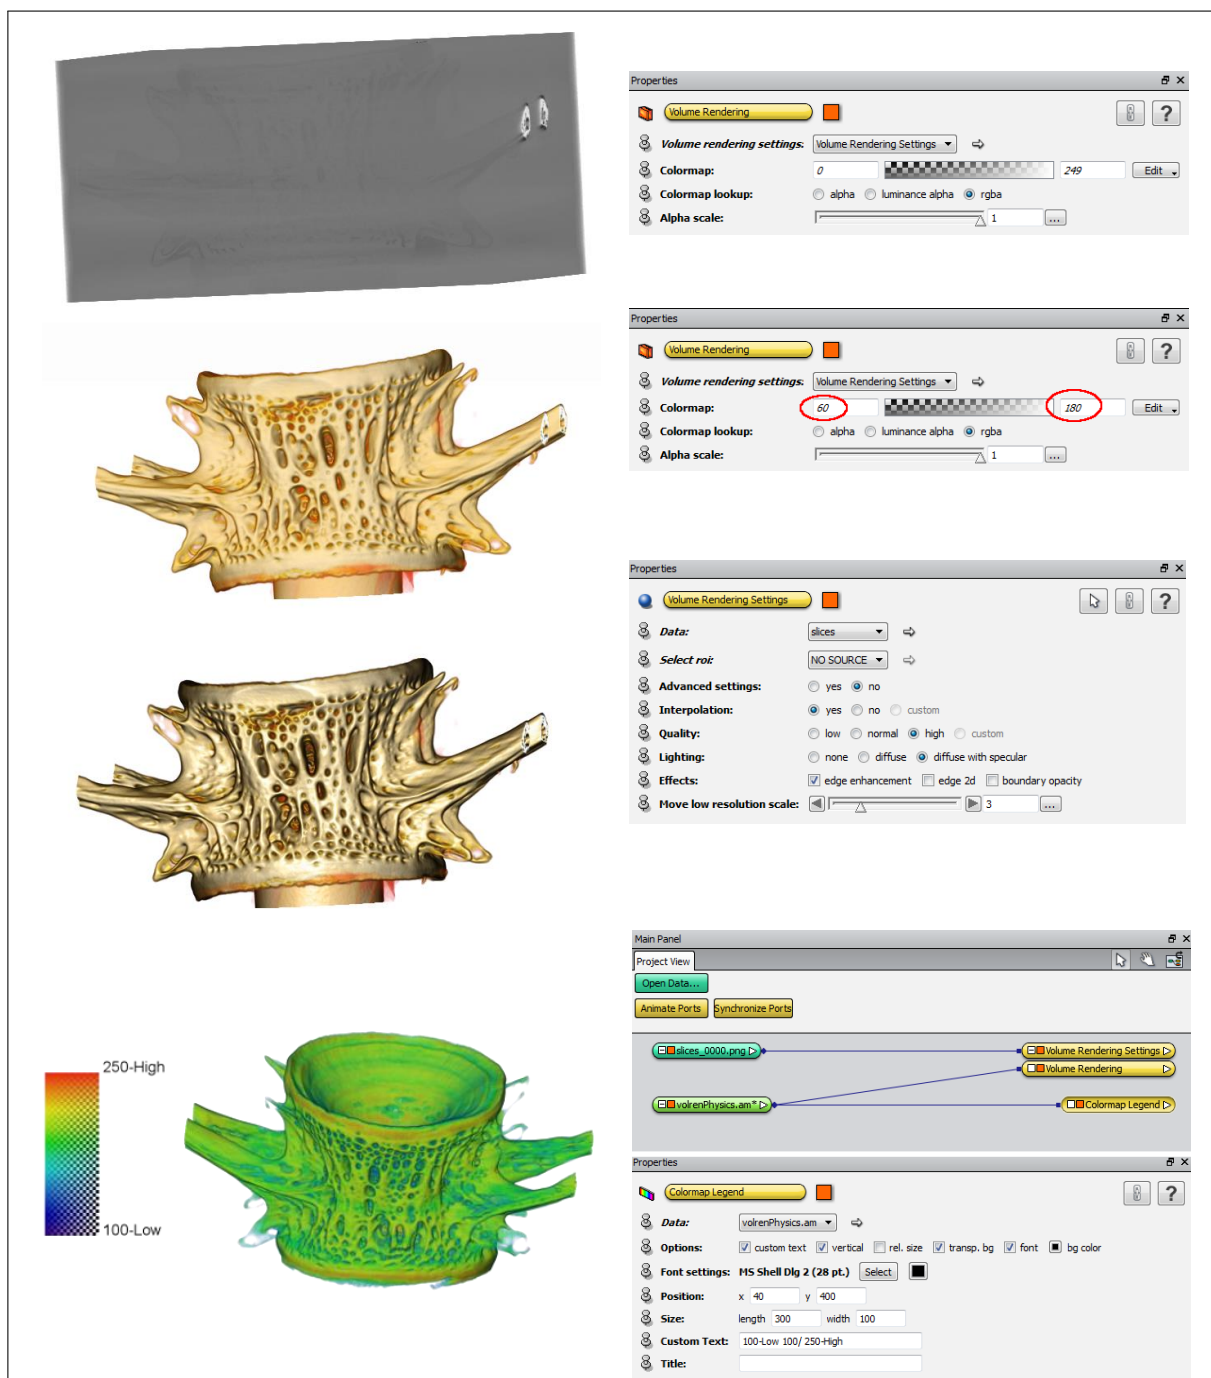 Properties
Volume Rendering
?
Volume rendering settings: Volume Rendering Settings
Colormap: 0 249 Edit
Colormap lookup: alpha luminance alpha rgba
Alpha scale: 1 ...
Properties
Volume Rendering
?
Volume rendering settings: Volume Rendering Settings
Colormap: 60 180 Edit
Colormap lookup: alpha luminance alpha rgba
Alpha scale: 1 ...
Properties
Volume Rendering Settings
?
Data: slices
Select roi: NO SOURCE
Advanced settings: yes no
Interpolation: yes no custom
Quality: low normal high custom
Lighting: none diffuse diffuse with specular
Effects: edge enhancement edge 2d boundary opacity
Move low resolution scale: 3 ...
250-High
100-Low
Main Panel
Project View
Open Data...
Animate Ports Synchronize Ports
slices_0000.png Volume Rendering Settings
Volume Rendering
volrenPhysics.am* Colormap Legend
Properties
Colormap Legend
?
Data: volrenPhysics.am
Options: custom text vertical rel. size transp. bg font bg color
Font settings: MS Shell Dlg 2 (28 pt.) Select
Position: x 40 y 400
Size: length 300 width 100
Custom Text: 100-Low 100/ 250-High
Title: